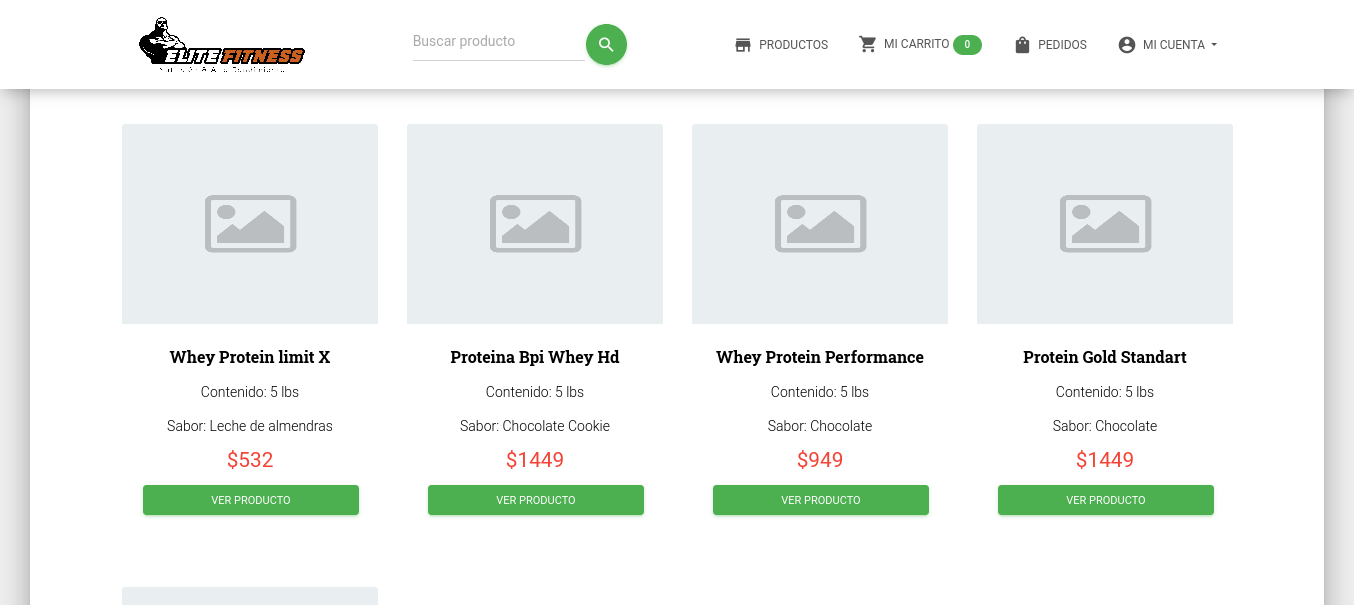 ELITE FITNESS
Buscar producto
PRODUCTOS
MI CARRITO 0
PEDIDOS
MI CUENTA
Whey Protein limit X
Contenido: 5 lbs
Sabor: Leche de almendras
$532
VER PRODUCTO
Proteina Bpi Whey Hd
Contenido: 5 lbs
Sabor: Chocolate Cookie
$1449
VER PRODUCTO
Whey Protein Performance
Contenido: 5 lbs
Sabor: Chocolate
$949
VER PRODUCTO
Protein Gold Standart
Contenido: 5 lbs
Sabor: Chocolate
$1449
VER PRODUCTO